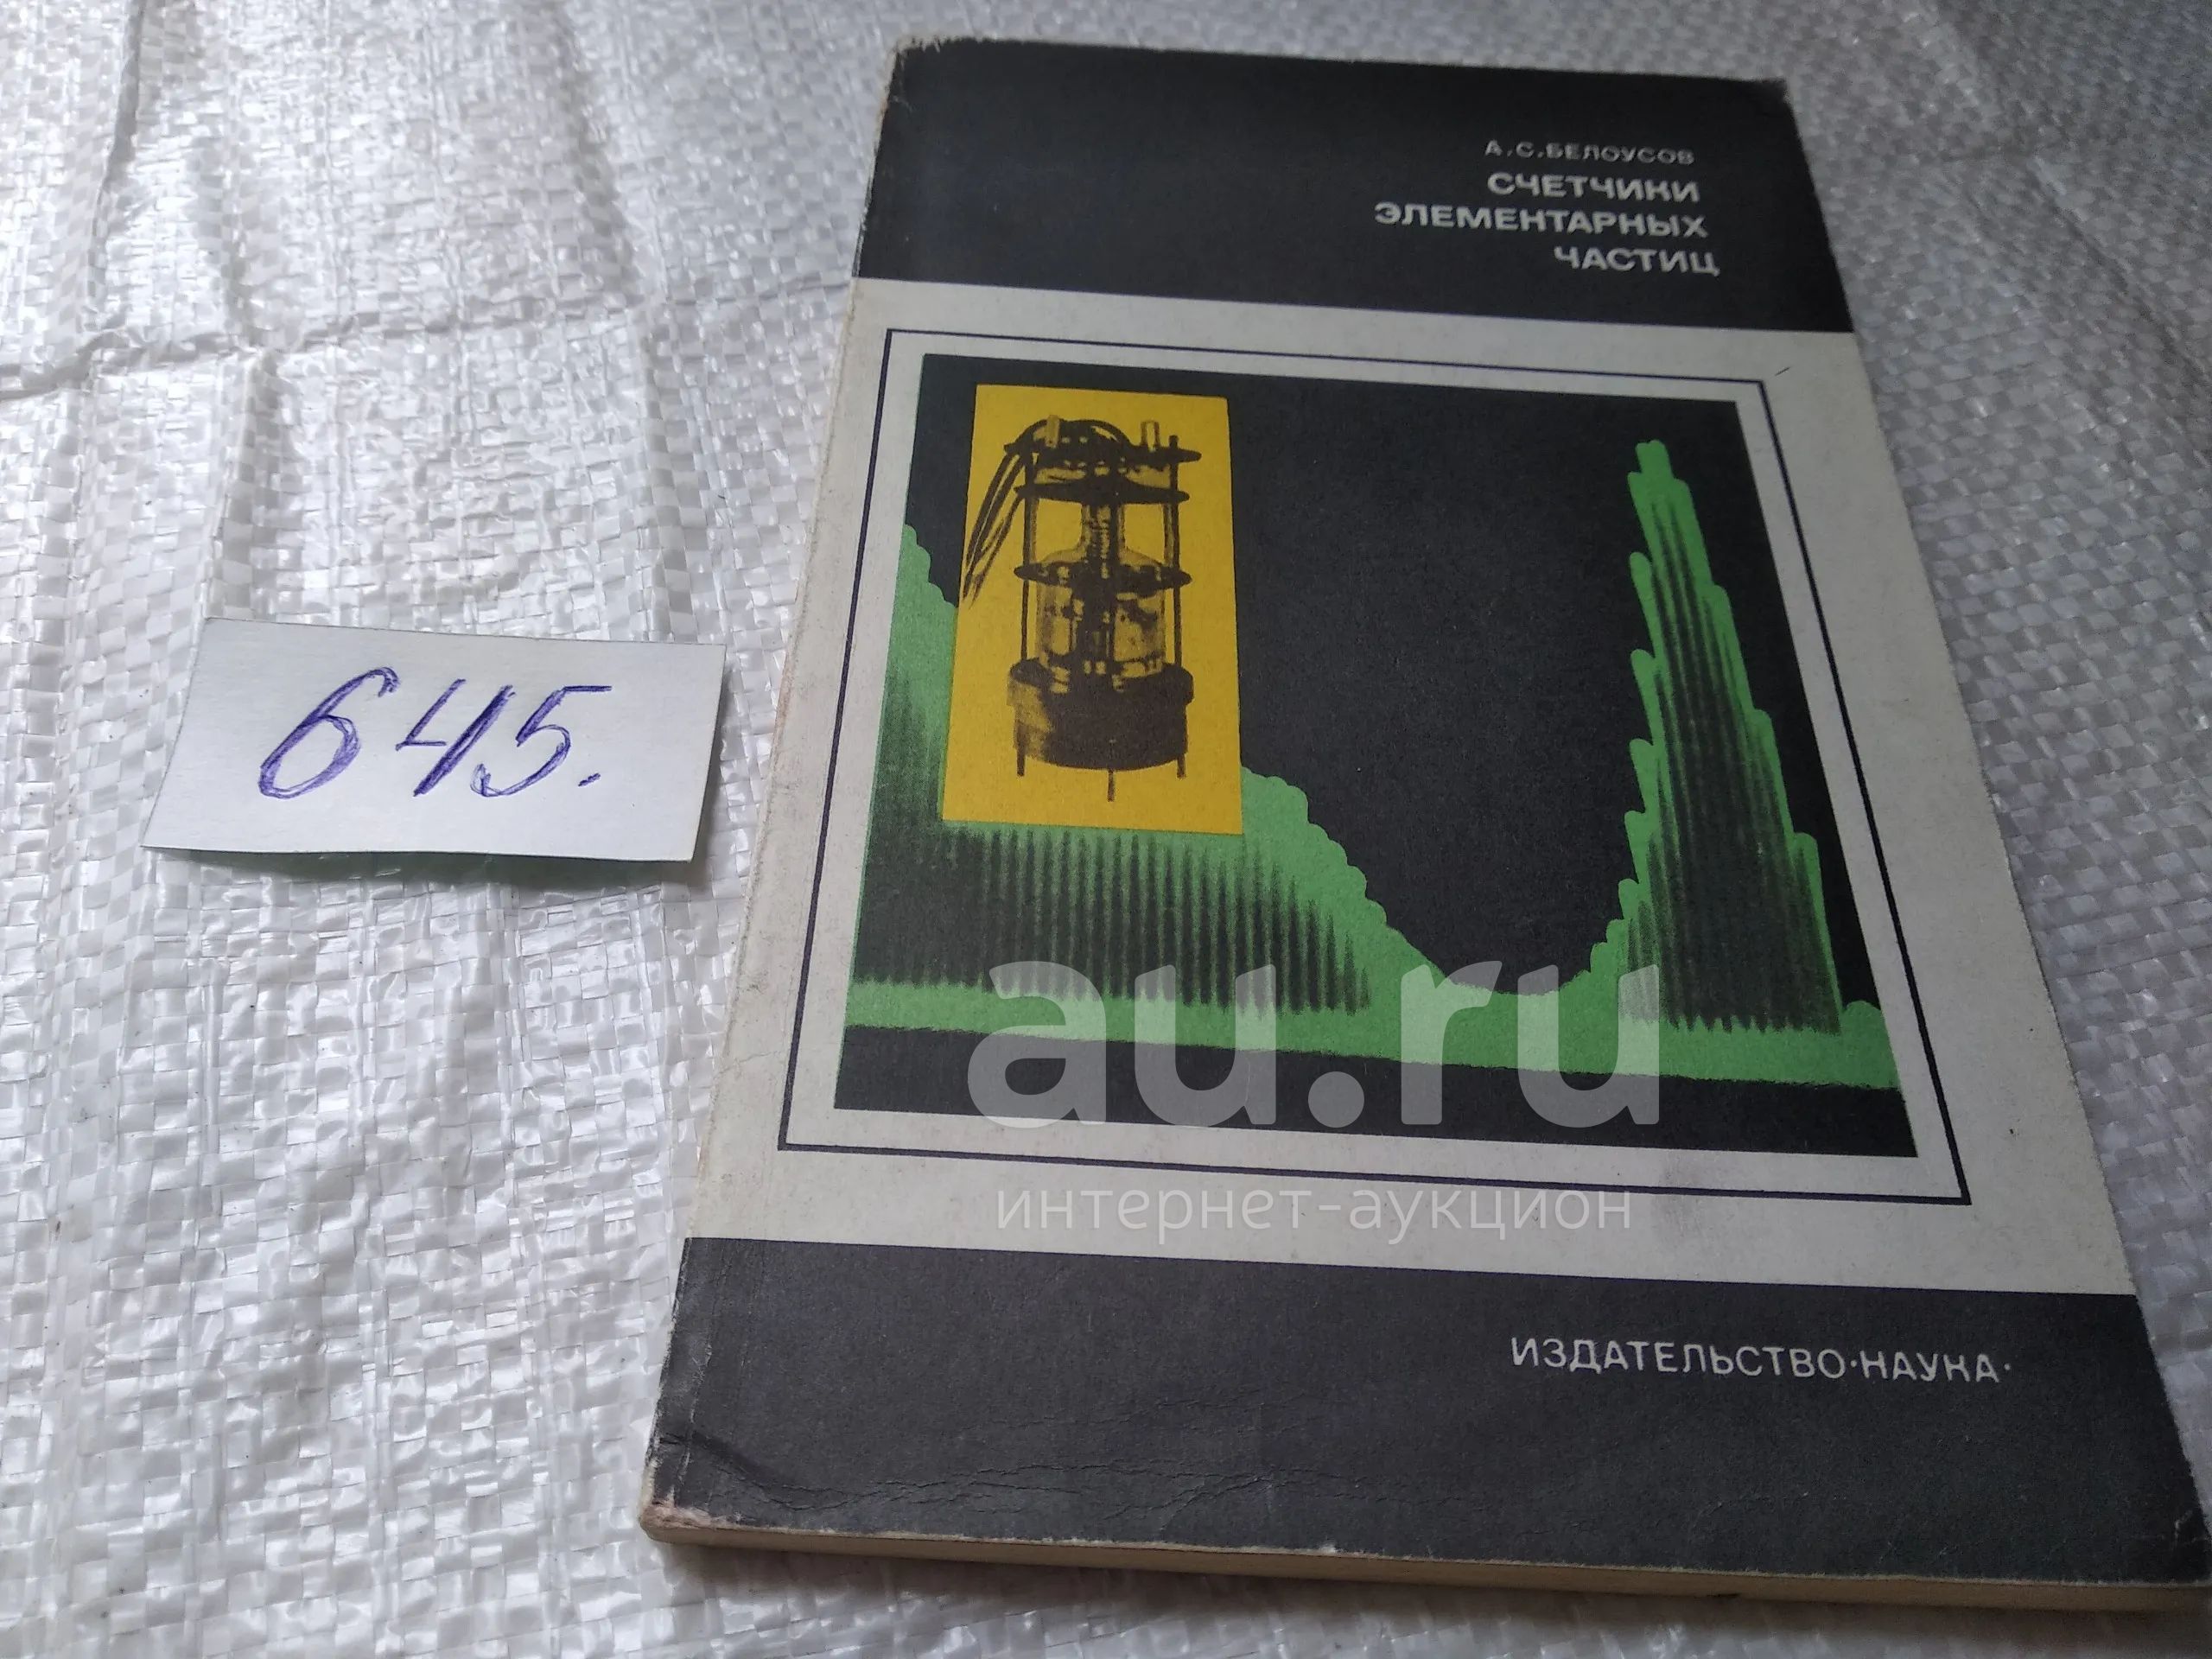 А.С.БЕЛОУСОВ
СЧЕТЧИКИ
ЭЛЕМЕНТАРНЫХ
ЧАСТИЦ
645.
au.ru
интернет-аукцион
ИЗДАТЕЛЬСТВО·НАУКА·